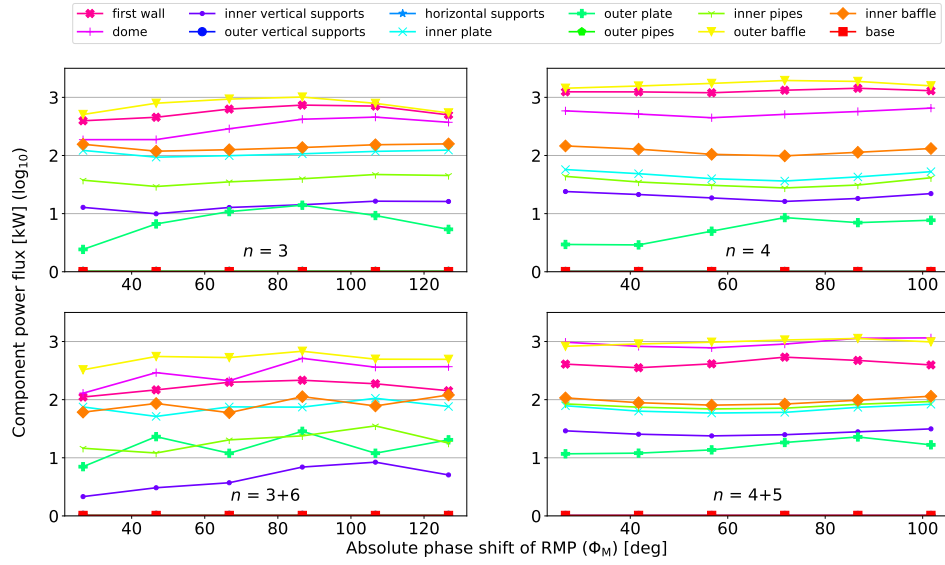 first wall inner vertical supports horizontal supports outer plate inner pipes inner baffle
dome outer vertical supports inner plate outer pipes outer baffle base
Component power flux [kW] (log₁₀)
3
2
1
0
n = 3
40 60 80 100 120
3
2
1
0
n = 4
40 60 80 100
3
2
1
0
n = 3+6
40 60 80 100 120
3
2
1
0
n = 4+5
40 60 80 100
Absolute phase shift of RMP (Φ_M) [deg]